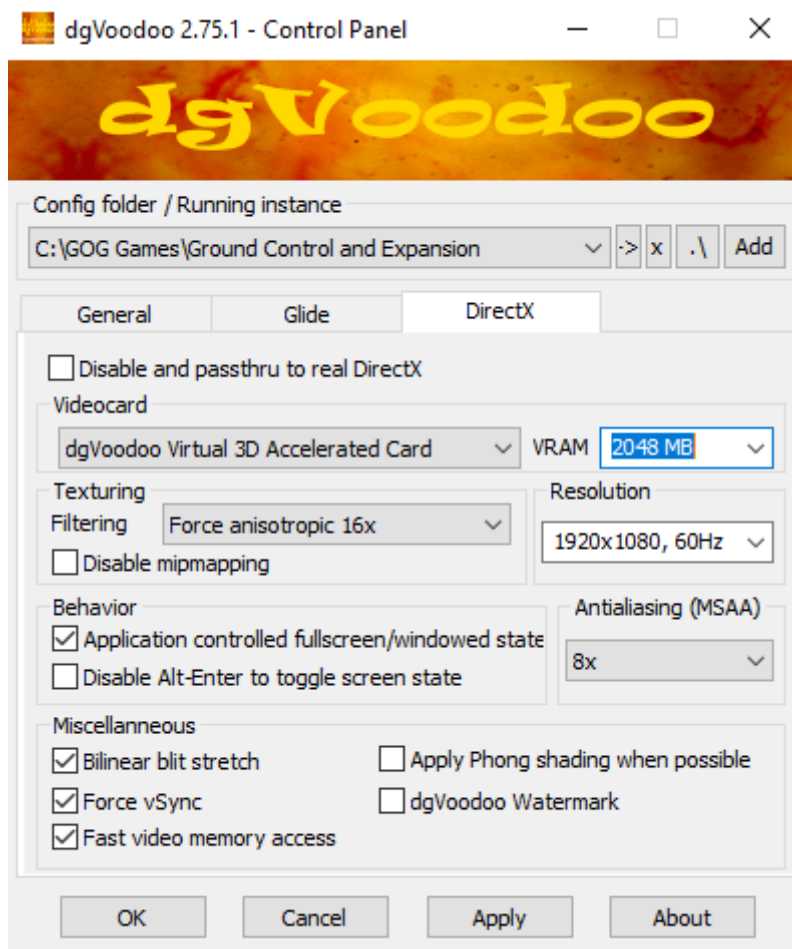 dgVoodoo 2.75.1 - Control Panel
dgVoodoo
Config folder / Running instance
C:\GOG Games\Ground Control and Expansion -> x .\ Add
General Glide DirectX
Disable and passthru to real DirectX
Videocard
dgVoodoo Virtual 3D Accelerated Card VRAM 2048 MB
Texturing
Filtering Force anisotropic 16x
Disable mipmapping
Resolution
1920x1080, 60Hz
Behavior
Application controlled fullscreen/windowed state
Disable Alt-Enter to toggle screen state
Antialiasing (MSAA)
8x
Miscellaneous
Bilinear blit stretch Apply Phong shading when possible
Force vSync dgVoodoo Watermark
Fast video memory access
OK Cancel Apply About